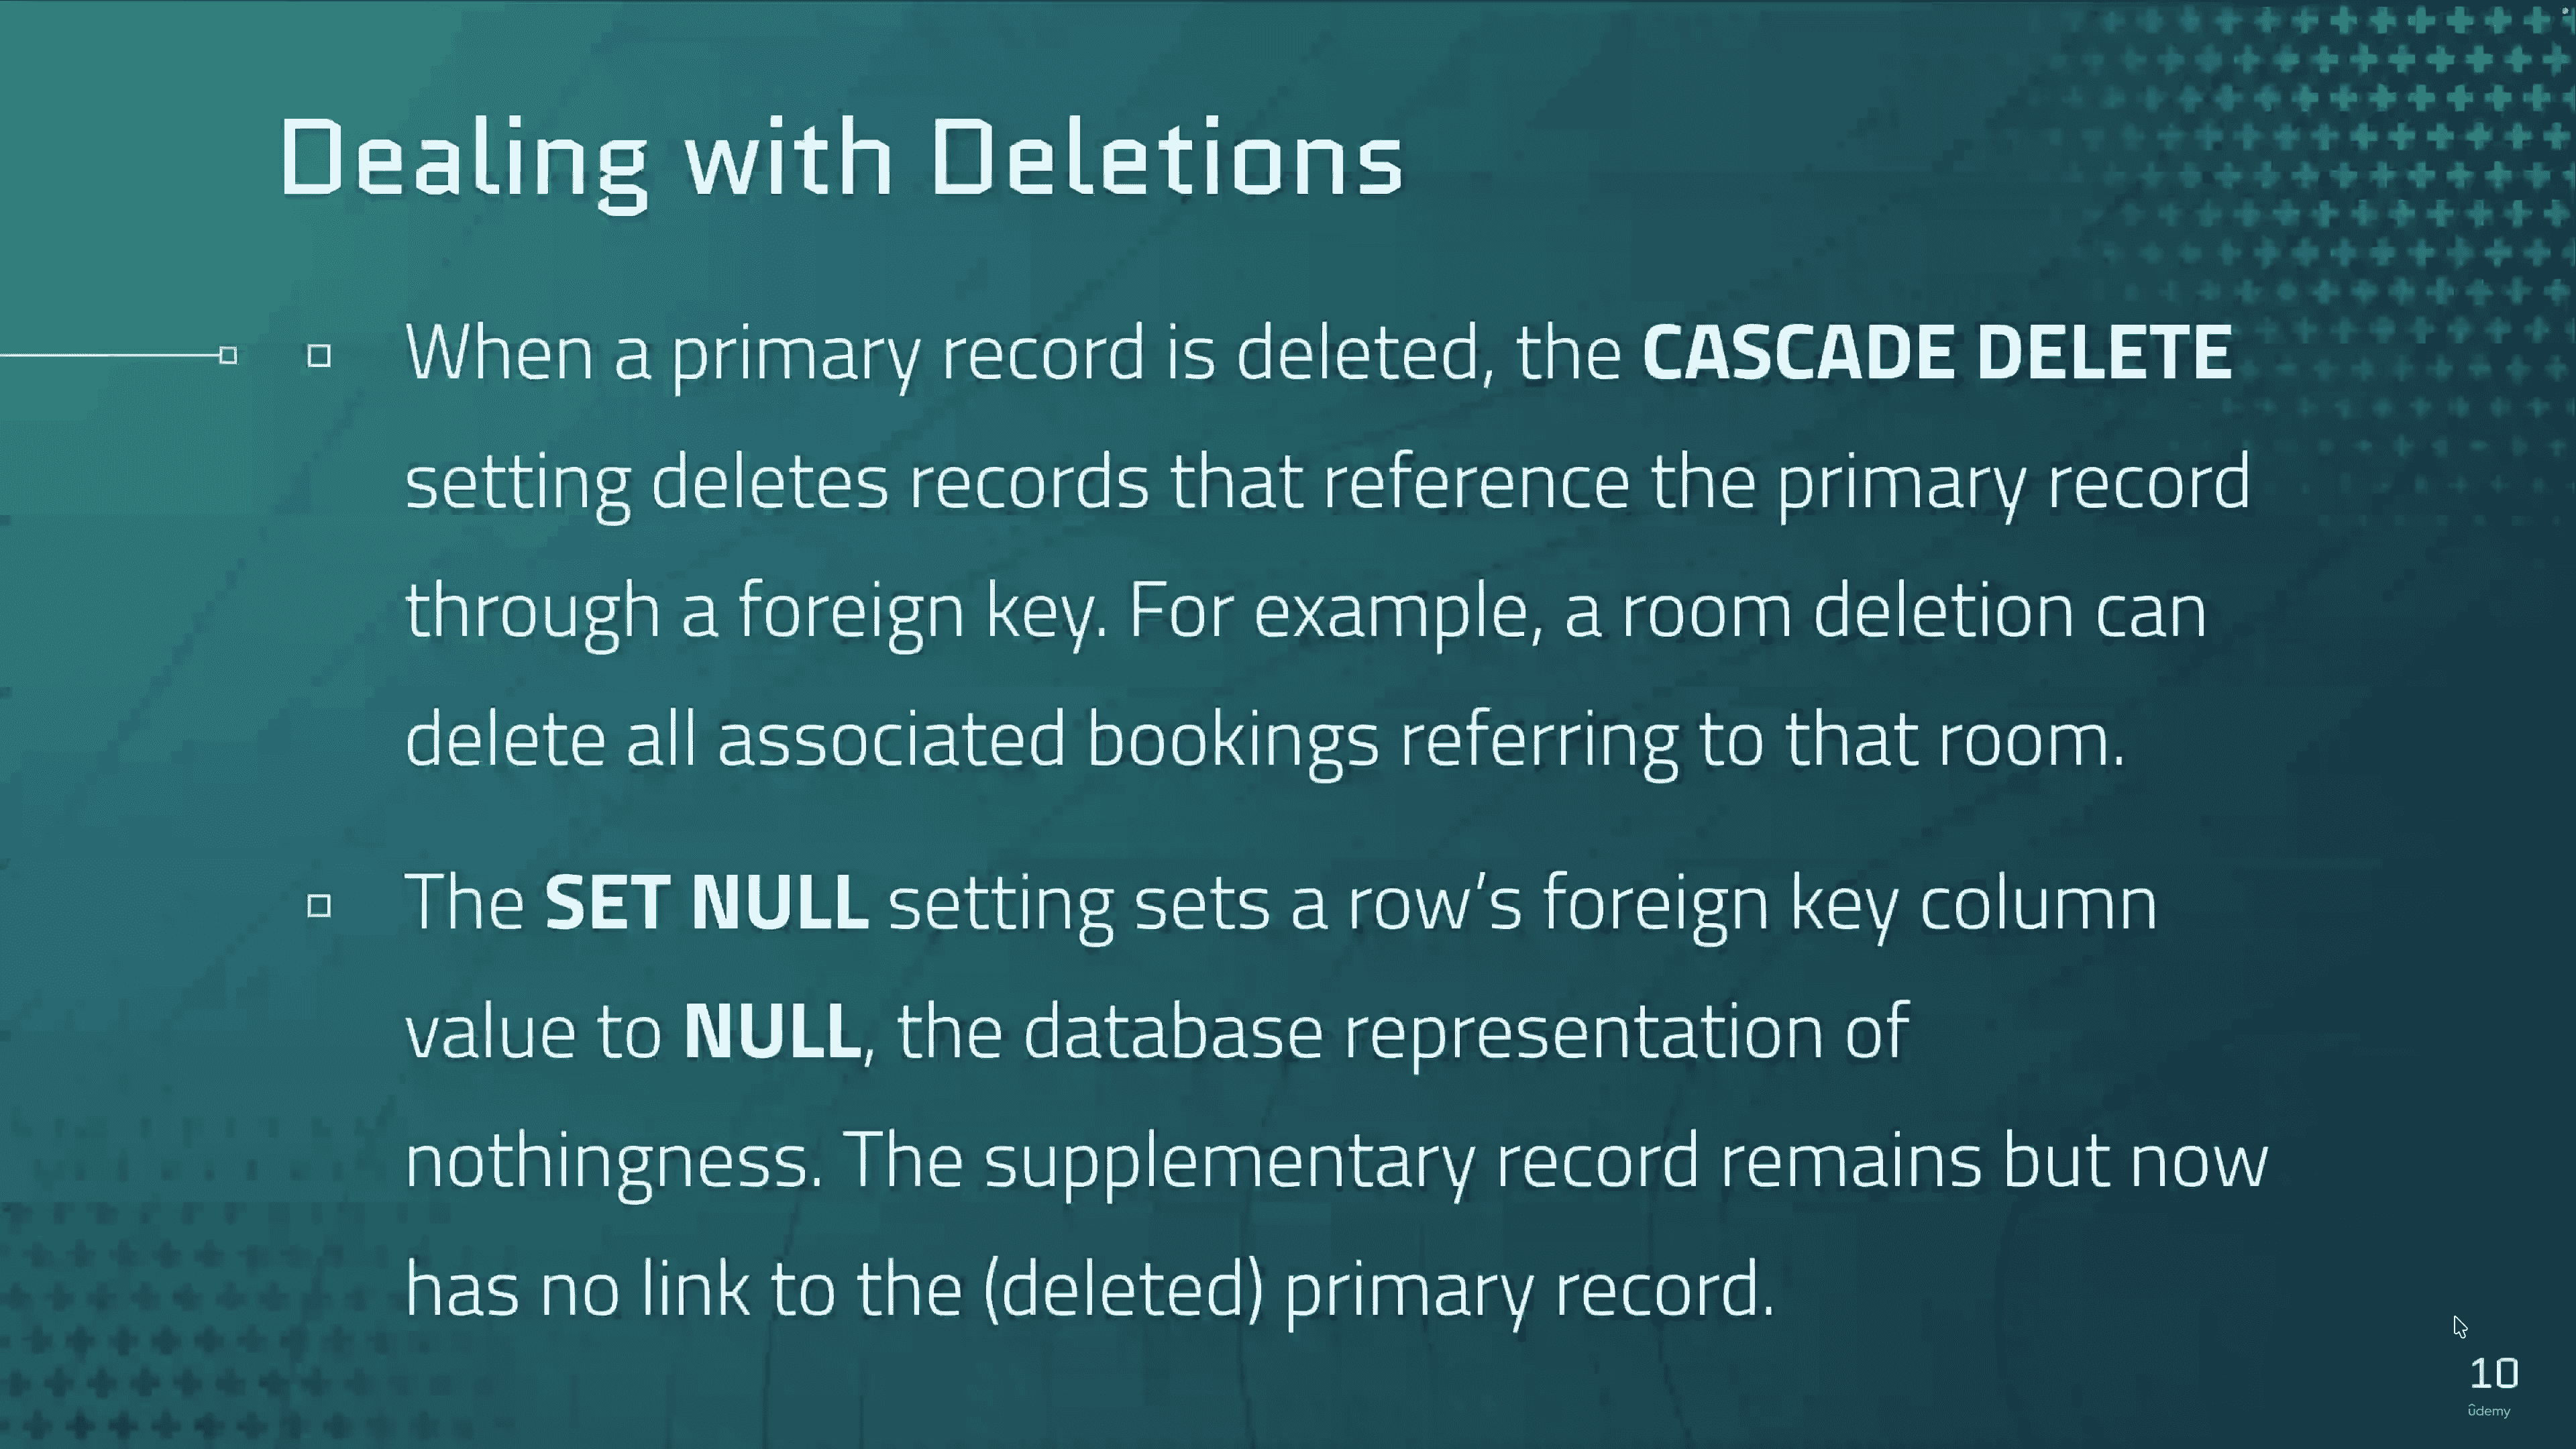 Dealing with Deletions
When a primary record is deleted, the CASCADE DELETE
setting deletes records that reference the primary record
through a foreign key. For example, a room deletion can
delete all associated bookings referring to that room.
The SET NULL setting sets a row’s foreign key column
value to NULL, the database representation of
nothingness. The supplementary record remains but now
has no link to the (deleted) primary record.
10
ûdemy